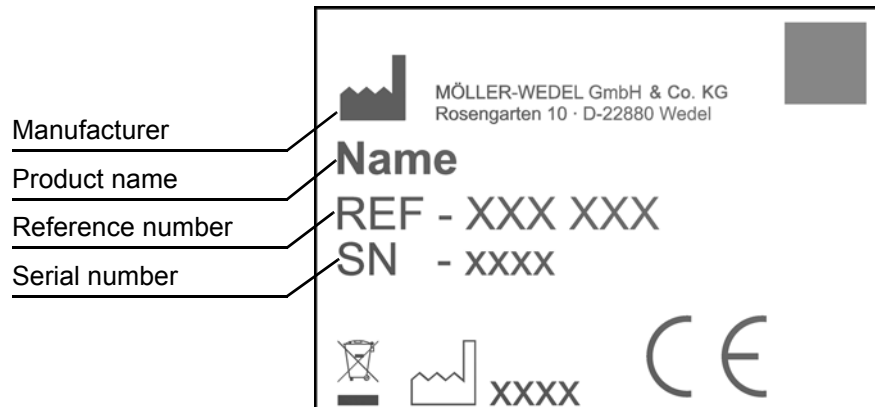 MÖLLER-WEDEL GmbH & Co. KG
Rosengarten 10 · D-22880 Wedel
Manufacturer
Name
Product name
REF - XXX XXX
Reference number
SN - xxxx
Serial number
xxxx
CE